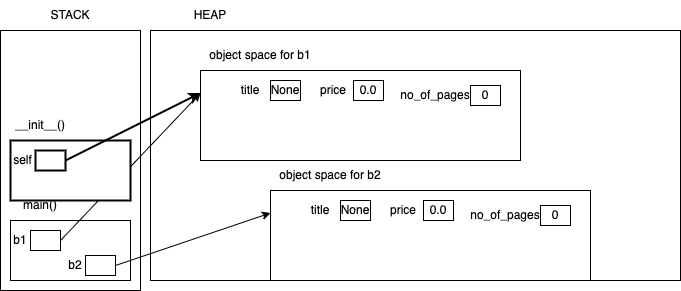 STACK
HEAP
object space for b1
title None price 0.0 no_of_pages 0
__init__()
self
object space for b2
main()
title None price 0.0 no_of_pages 0
b1
b2